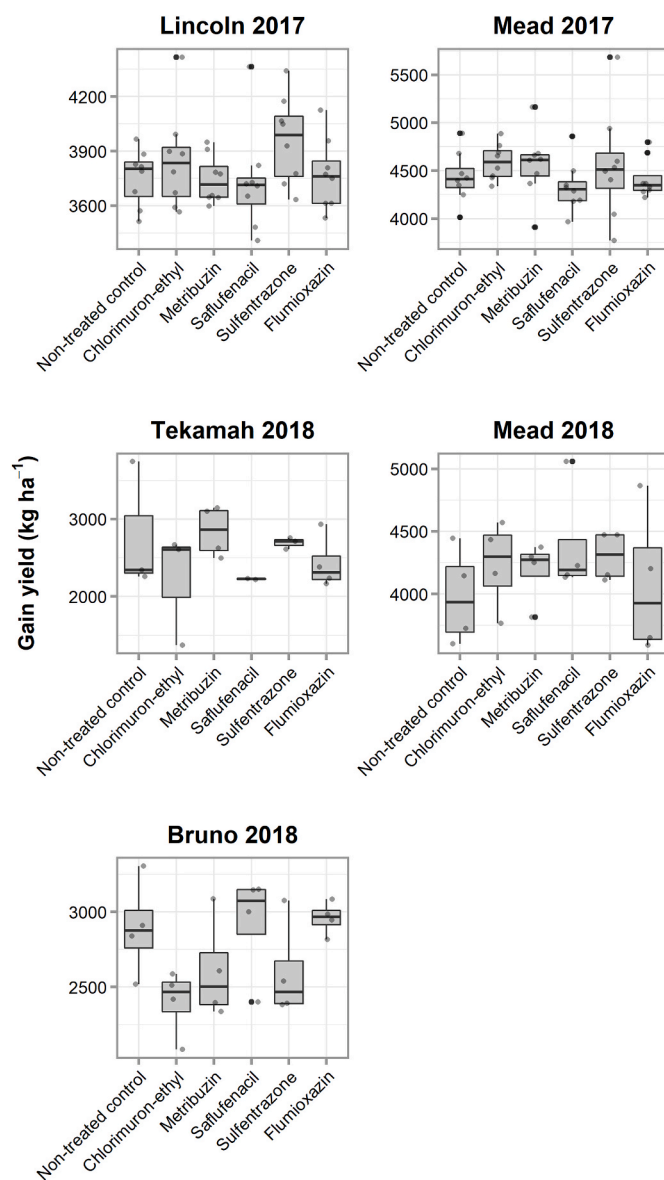 Lincoln 2017
4200
3900
3600
Non-treated control
Chlorimuron-ethyl
Metribuzin
Saflufenacil
Sulfentrazone
Flumioxazin
Mead 2017
5500
5000
4500
4000
Non-treated control
Chlorimuron-ethyl
Metribuzin
Saflufenacil
Sulfentrazone
Flumioxazin
Gain yield (kg ha⁻¹)
Tekamah 2018
3000
2000
Non-treated control
Chlorimuron-ethyl
Metribuzin
Saflufenacil
Sulfentrazone
Flumioxazin
Mead 2018
5000
4500
4000
Non-treated control
Chlorimuron-ethyl
Metribuzin
Saflufenacil
Sulfentrazone
Flumioxazin
Bruno 2018
3000
2500
Non-treated control
Chlorimuron-ethyl
Metribuzin
Saflufenacil
Sulfentrazone
Flumioxazin